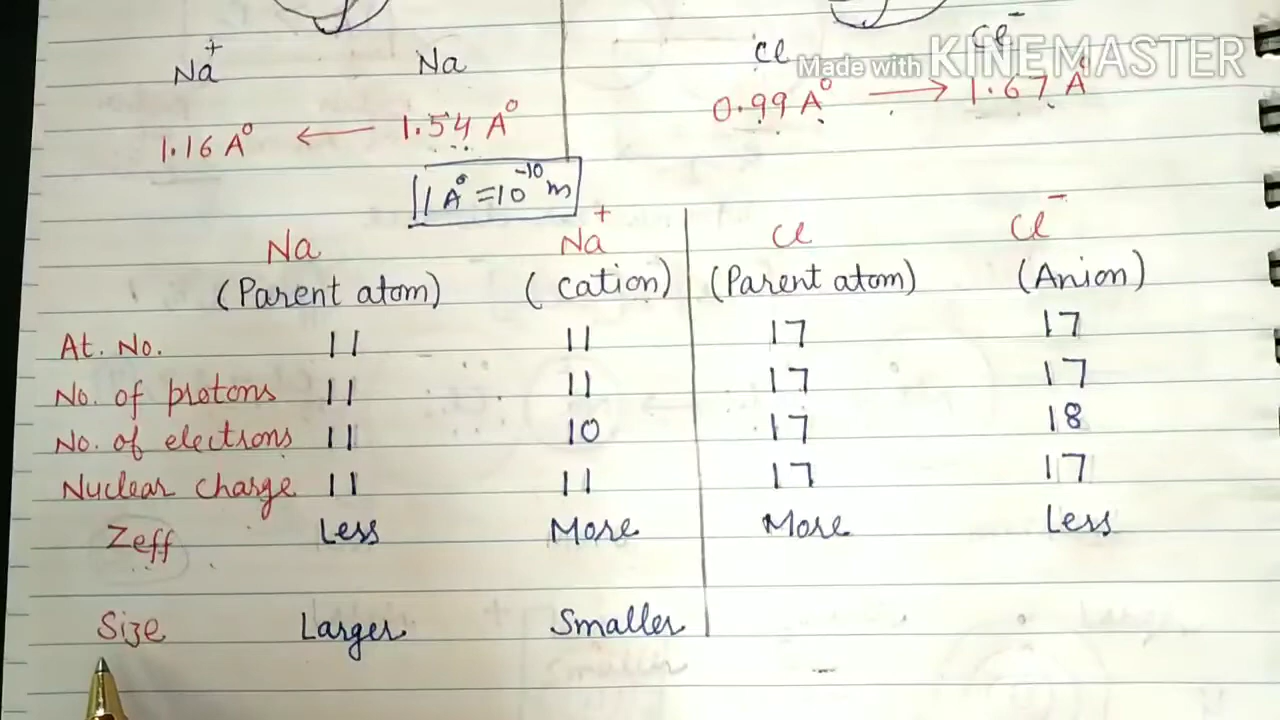 Na+ Na Cl Cl-
Made with KINEMASTER
1.16 A° ← 1.54 A° 0.99 A° → 1.67 A°
1 A° = 10-10 m
Na Na+ Cl Cl-
(Parent atom) (cation) (Parent atom) (Anion)
At. No. 11 11 17 17
No. of protons 11 11 17 17
No. of electrons 11 10 17 18
Nuclear charge 11 11 17 17
Zeff Less More More Less
Size Larger Smaller